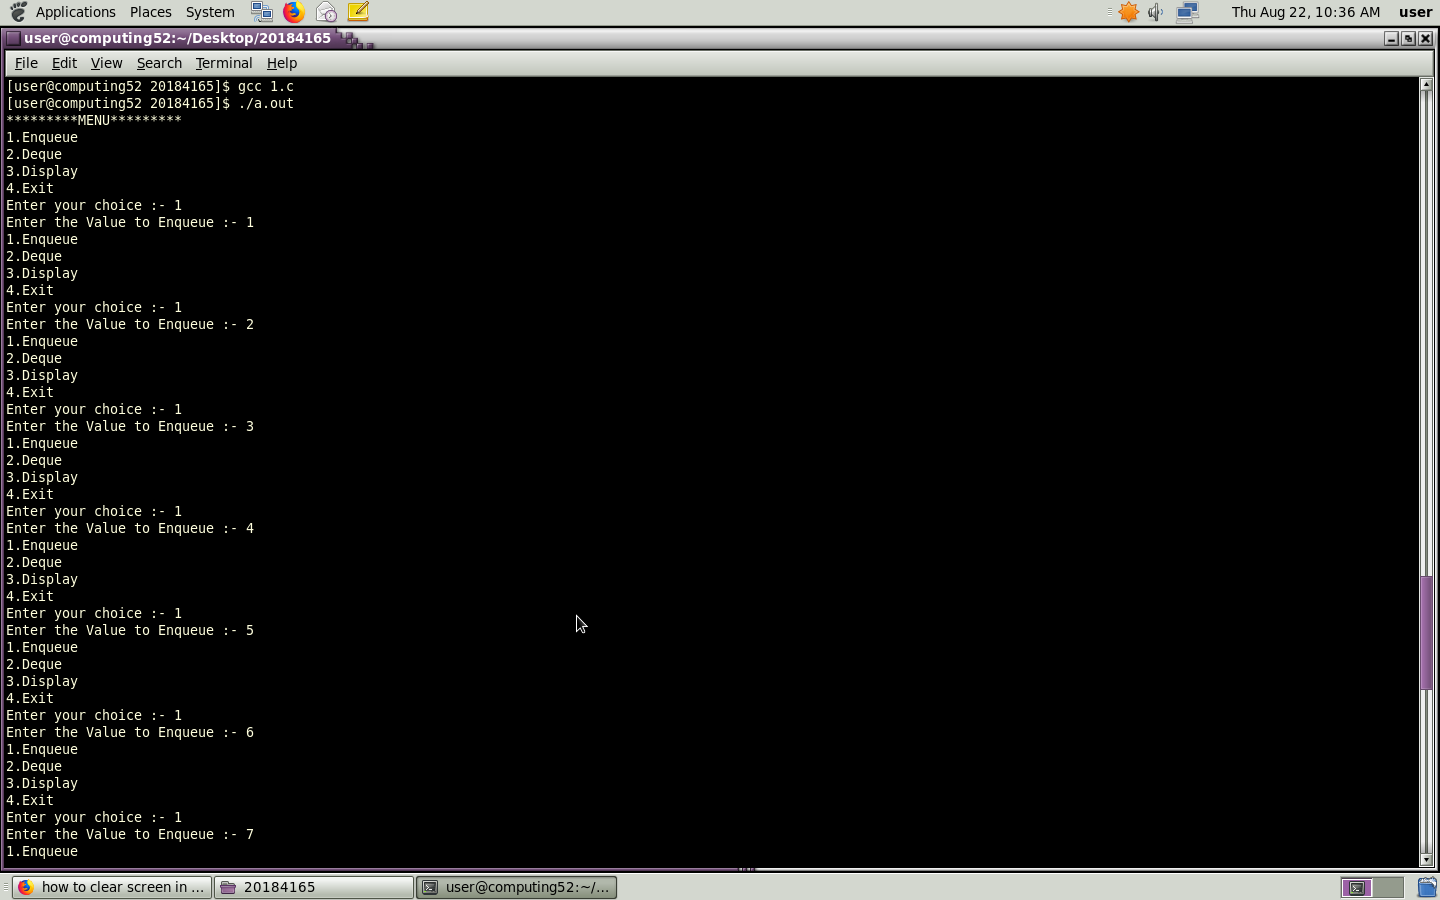 Applications Places System Thu Aug 22, 10:36 AM user
user@computing52:~/Desktop/20184165
File Edit View Search Terminal Help
[user@computing52 20184165]$ gcc 1.c
[user@computing52 20184165]$ ./a.out
*********MENU*********
1.Enqueue
2.Deque
3.Display
4.Exit
Enter your choice :- 1
Enter the Value to Enqueue :- 1
1.Enqueue
2.Deque
3.Display
4.Exit
Enter your choice :- 1
Enter the Value to Enqueue :- 2
1.Enqueue
2.Deque
3.Display
4.Exit
Enter your choice :- 1
Enter the Value to Enqueue :- 3
1.Enqueue
2.Deque
3.Display
4.Exit
Enter your choice :- 1
Enter the Value to Enqueue :- 4
1.Enqueue
2.Deque
3.Display
4.Exit
Enter your choice :- 1
Enter the Value to Enqueue :- 5
1.Enqueue
2.Deque
3.Display
4.Exit
Enter your choice :- 1
Enter the Value to Enqueue :- 6
1.Enqueue
2.Deque
3.Display
4.Exit
Enter your choice :- 1
Enter the Value to Enqueue :- 7
1.Enqueue
how to clear screen in ... 20184165 user@computing52:~/...